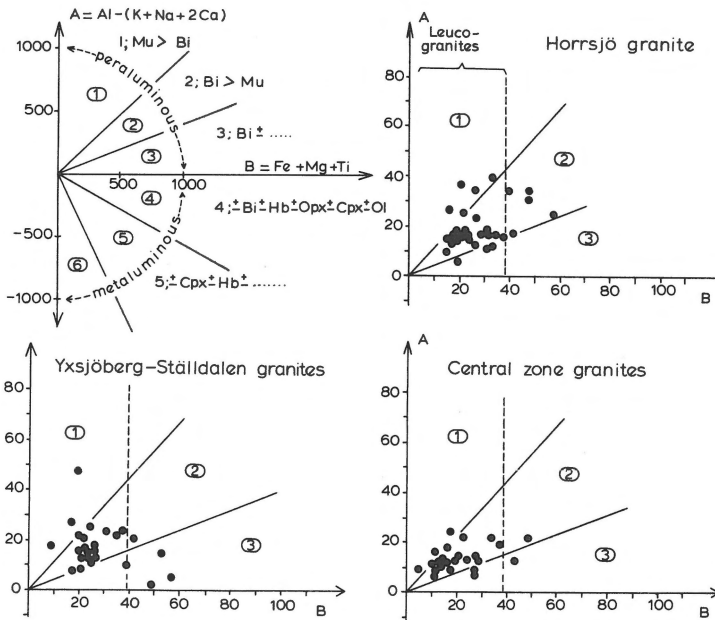 A = Al-(K+Na+2Ca)
1; Mu > Bi
2; Bi > Mu
3; Bi ± .....
B = Fe +Mg+Ti
4; ±Bi±Hb±Opx±Cpx±Ol
5; ±Cpx±Hb± .......
peraluminous
metaluminous
1000
500
500
1000
-500
-1000
1
2
3
4
5
6
A
Leuco-
granites
Horrsjö granite
80
60
40
20
0
0
20
40
60
80
100
B
1
2
3
Yxsjöberg-Ställdalen granites
80
60
40
20
0
0
20
40
60
80
100
B
1
2
3
A
Central zone granites
80
60
40
20
0
0
20
40
60
80
100
B
1
2
3